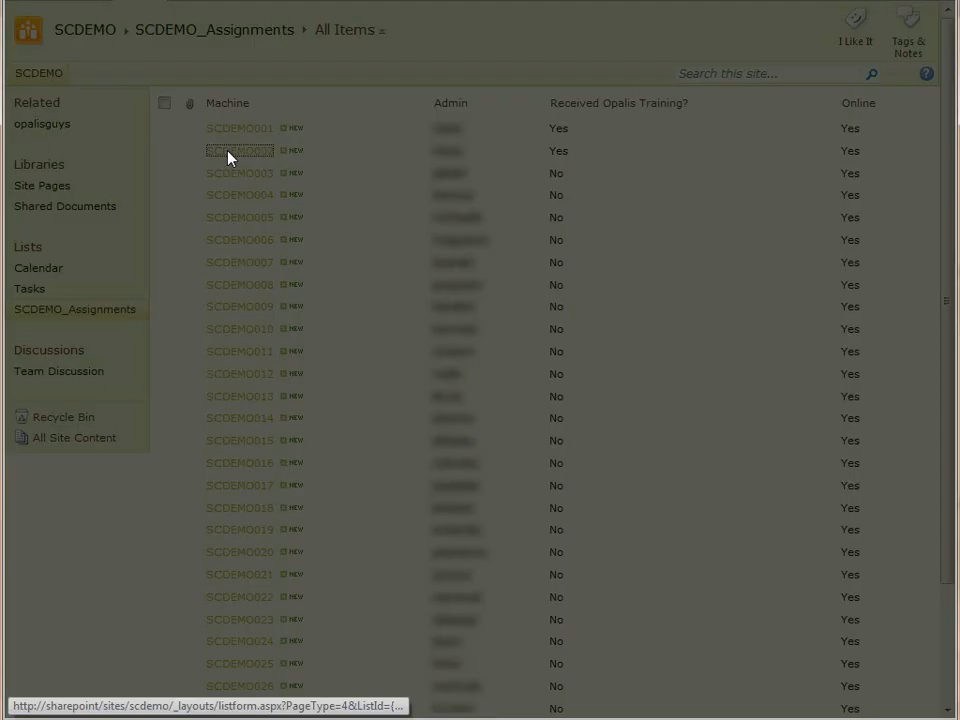 SCDEMO ▸ SCDEMO_Assignments ▸ All Items
I Like It
Tags & Notes
SCDEMO
Search this site...
Related
opalisguys
Libraries
Site Pages
Shared Documents
Lists
Calendar
Tasks
SCDEMO_Assignments
Discussions
Team Discussion
Recycle Bin
All Site Content
Machine Admin Received Opalis Training? Online
SCDEMO001 NEW Yes Yes
SCDEMO002 NEW Yes Yes
SCDEMO003 NEW No Yes
SCDEMO004 NEW No Yes
SCDEMO005 NEW No Yes
SCDEMO006 NEW No Yes
SCDEMO007 NEW No Yes
SCDEMO008 NEW No Yes
SCDEMO009 NEW No Yes
SCDEMO010 NEW No Yes
SCDEMO011 NEW No Yes
SCDEMO012 NEW No Yes
SCDEMO013 NEW No Yes
SCDEMO014 NEW No Yes
SCDEMO015 NEW No Yes
SCDEMO016 NEW No Yes
SCDEMO017 NEW No Yes
SCDEMO018 NEW No Yes
SCDEMO019 NEW No Yes
SCDEMO020 NEW No Yes
SCDEMO021 NEW No Yes
SCDEMO022 NEW No Yes
SCDEMO023 NEW No Yes
SCDEMO024 NEW No Yes
SCDEMO025 NEW No Yes
SCDEMO026 NEW No Yes
No Yes
http://sharepoint/sites/scdemo/_layouts/listform.aspx?PageType=4&ListId={...